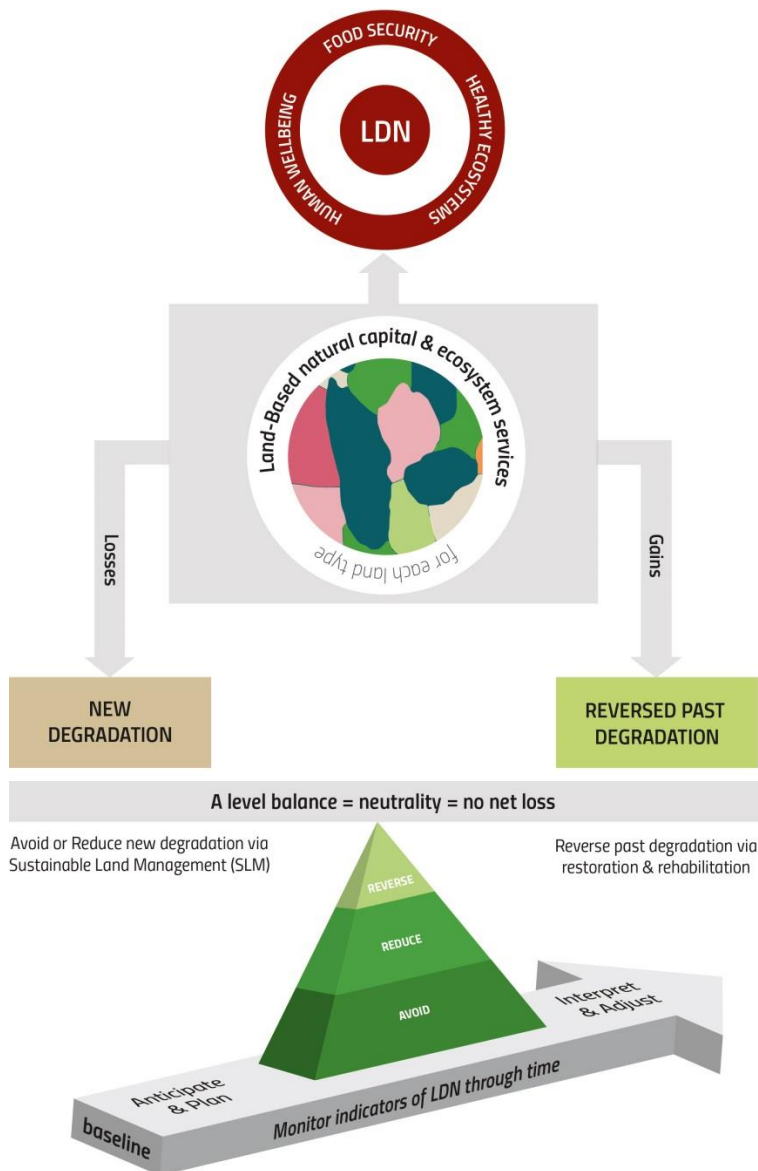 FOOD SECURITY
HUMAN WELLBEING
HEALTHY ECOSYSTEMS
LDN
Land-Based natural capital & ecosystem services
for each land type
Losses
Gains
NEW
DEGRADATION
REVERSED PAST
DEGRADATION
A level balance = neutrality = no net loss
Avoid or Reduce new degradation via
Sustainable Land Management (SLM)
Reverse past degradation via
restoration & rehabilitation
REVERSE
REDUCE
AVOID
Anticipate
& Plan
Interpret
& Adjust
baseline
Monitor indicators of LDN through time